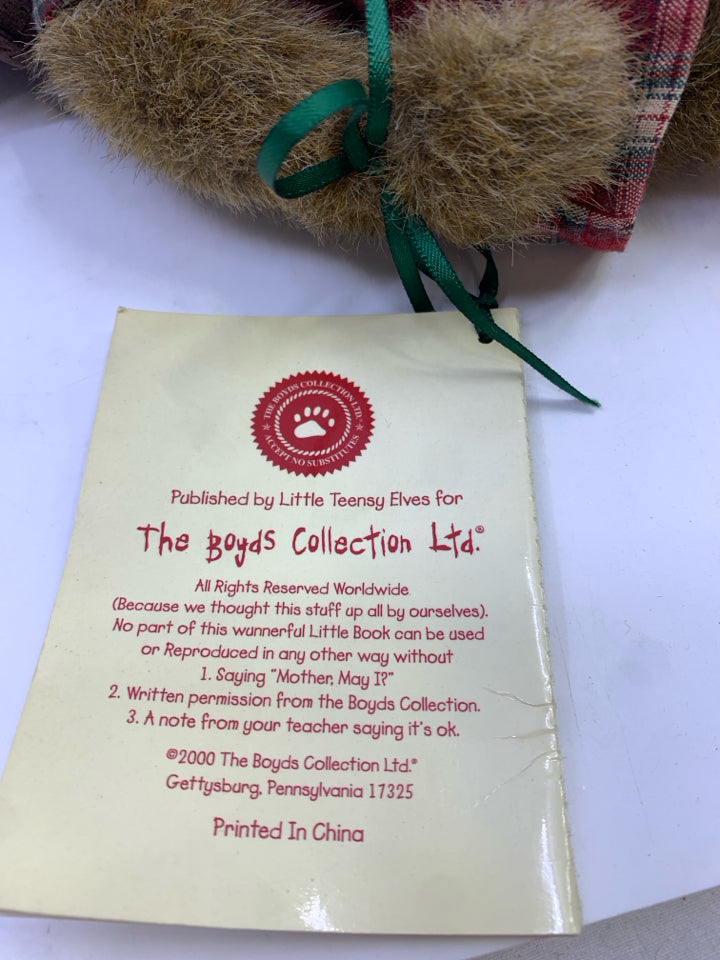 THE BOYDS COLLECTION LTD.
ACCEPT NO SUBSTITUTES
Published by Little Teensy Elves for
The Boyds Collection Ltd.®
All Rights Reserved Worldwide
(Because we thought this stuff up all by ourselves).
No part of this wunnerful Little Book can be used
or Reproduced in any other way without
1. Saying "Mother, May I?"
2. Written permission from the Boyds Collection.
3. A note from your teacher saying it's ok.
©2000 The Boyds Collection Ltd.®
Gettysburg, Pennsylvania 17325
Printed In China